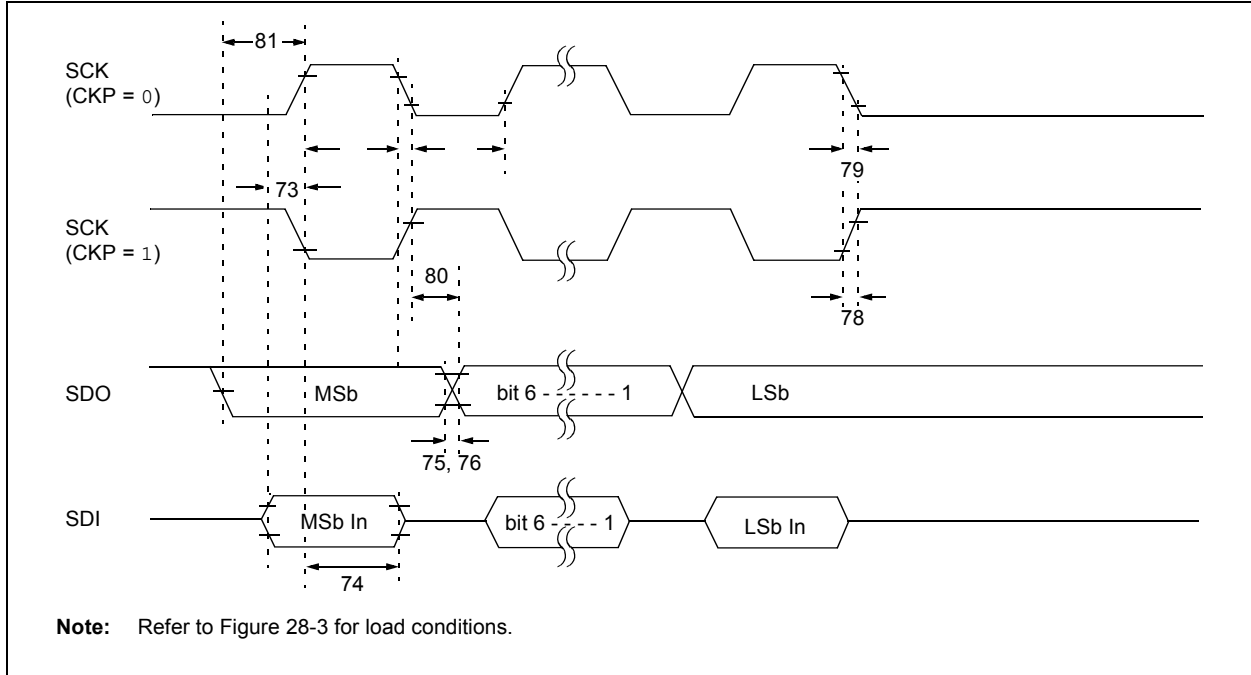 81
SCK
(CKP = 0)
79
73
SCK
(CKP = 1)
80
78
SDO
MSb
bit 6 - - - - - - 1
LSb
75, 76
SDI
MSb In
bit 6 - - - - - 1
LSb In
74
Note: Refer to Figure 28-3 for load conditions.